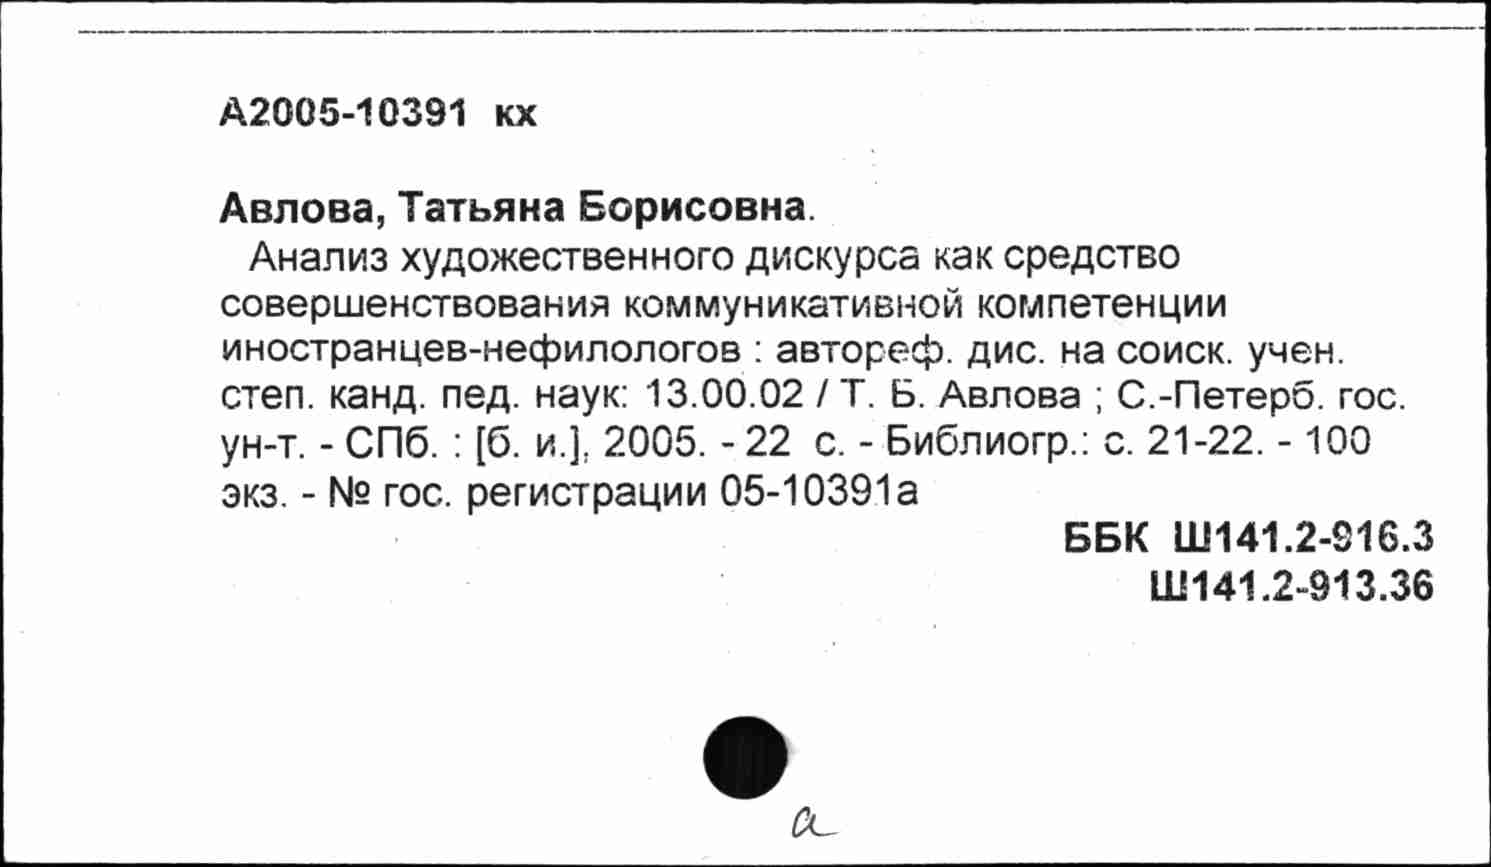 А2005-10391 кх
Авлова, Татьяна Борисовна.
Анализ художественного дискурса как средство
совершенствования коммуникативной компетенции
иностранцев-нефилологов : автореф. дис. на соиск. учен.
степ. канд. пед. наук: 13.00.02 / Т. Б. Авлова ; С.-Петерб. гос.
ун-т. - СПб. : [б. и.], 2005. - 22 с. - Библиогр.: с. 21-22. - 100
экз. - № гос. регистрации 05-10391а
ББК Ш141.2-916.3
Ш141.2-913.36
а